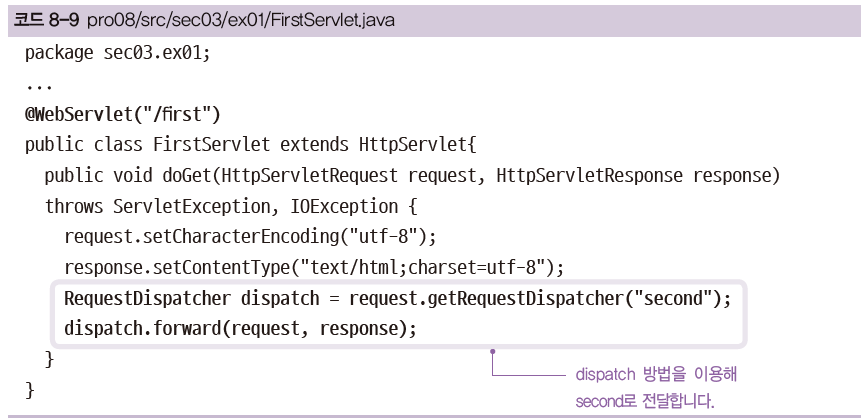 코드 8-9 pro08/src/sec03/ex01/FirstServlet.java
package sec03.ex01;
...
@WebServlet("/first")
public class FirstServlet extends HttpServlet{
public void doGet(HttpServletRequest request, HttpServletResponse response)
throws ServletException, IOException {
request.setCharacterEncoding("utf-8");
response.setContentType("text/html;charset=utf-8");
RequestDispatcher dispatch = request.getRequestDispatcher("second");
dispatch.forward(request, response);
}
}
dispatch 방법을 이용해
second로 전달합니다.